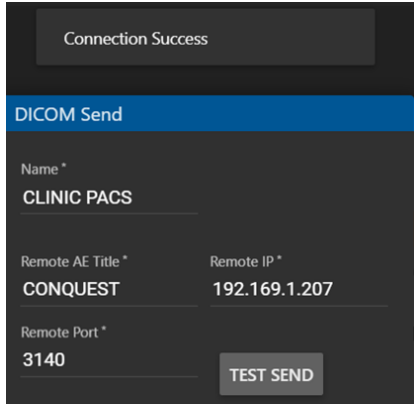 Connection Success
DICOM Send
Name *
CLINIC PACS
Remote AE Title * Remote IP *
CONQUEST 192.169.1.207
Remote Port *
3140
TEST SEND